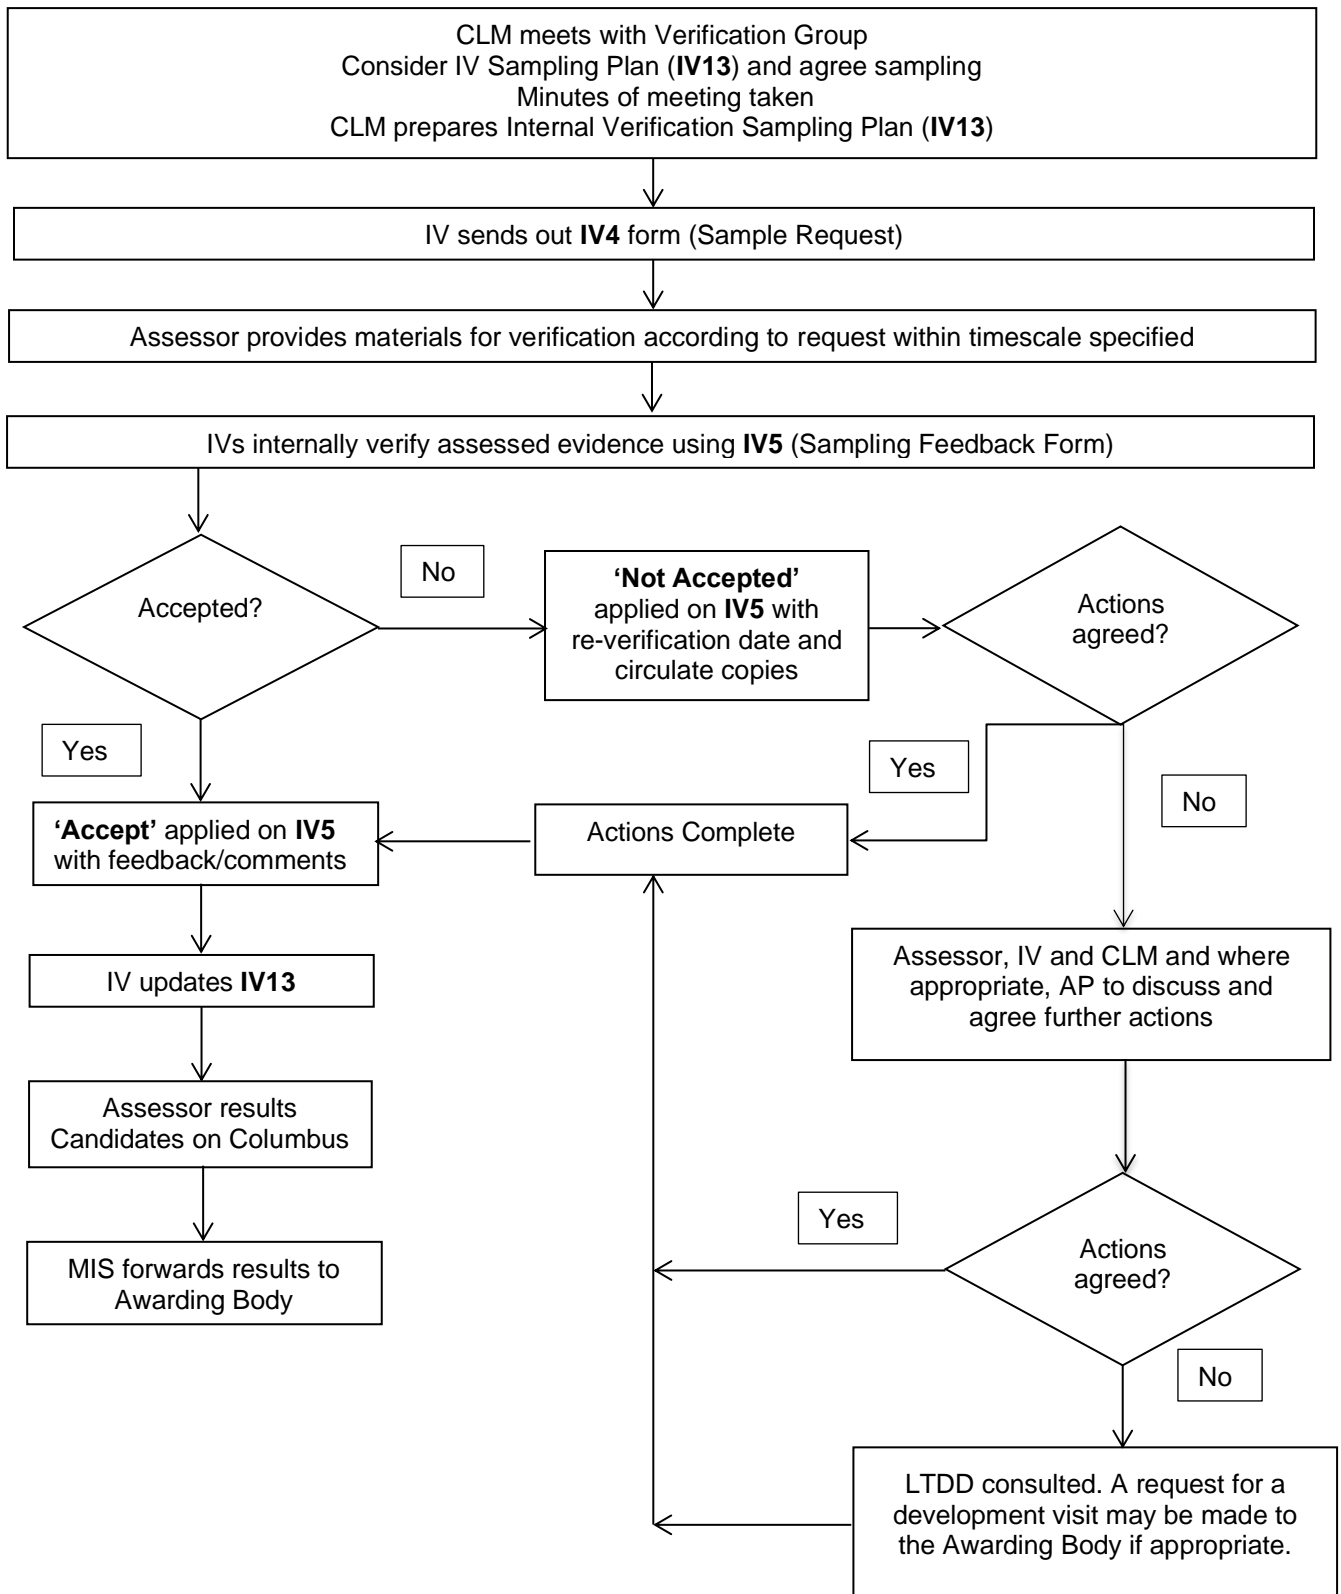 CLM meets with Verification Group
Consider IV Sampling Plan (IV13) and agree sampling
Minutes of meeting taken
CLM prepares Internal Verification Sampling Plan (IV13)
IV sends out IV4 form (Sample Request)
Assessor provides materials for verification according to request within timescale specified
IVs internally verify assessed evidence using IV5 (Sampling Feedback Form)
Accepted?
No
‘Not Accepted’
applied on IV5 with
re-verification date and
circulate copies
Actions
agreed?
Yes
Yes
No
‘Accept’ applied on IV5
with feedback/comments
Actions Complete
IV updates IV13
Assessor, IV and CLM and where
appropriate, AP to discuss and
agree further actions
Assessor results
Candidates on Columbus
Yes
Actions
agreed?
MIS forwards results to
Awarding Body
No
LTDD consulted. A request for a
development visit may be made to
the Awarding Body if appropriate.